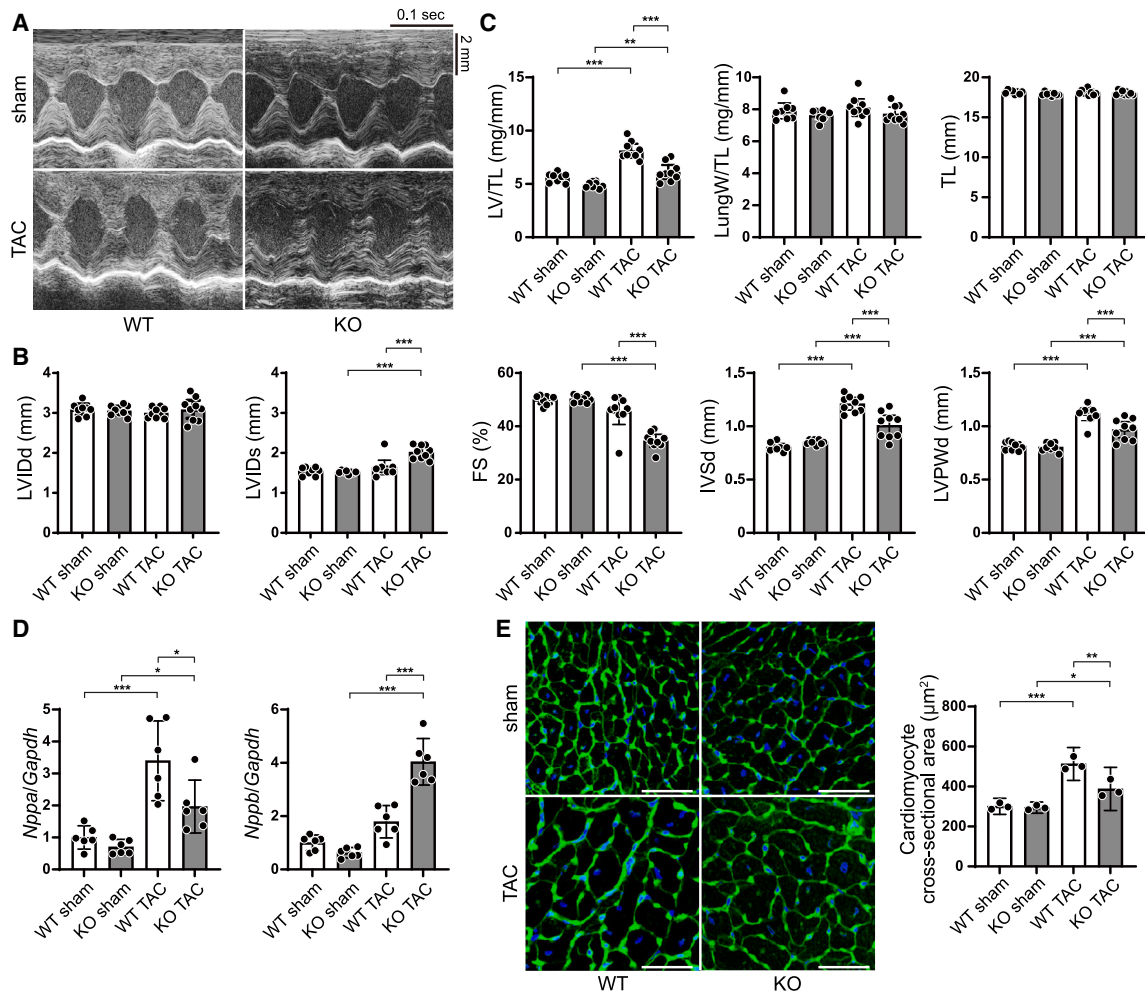 A
0.1 sec
2 mm
sham
TAC
WT
KO
C
LV/TL (mg/mm)
15
10
5
0
***
**
***
WT sham
KO sham
WT TAC
KO TAC
LungW/TL (mg/mm)
10
8
6
4
2
0
WT sham
KO sham
WT TAC
KO TAC
TL (mm)
20
15
10
5
0
WT sham
KO sham
WT TAC
KO TAC
B
LVIDd (mm)
4
3
2
1
0
WT sham
KO sham
WT TAC
KO TAC
LVIDs (mm)
4
3
2
1
0
***
***
WT sham
KO sham
WT TAC
KO TAC
FS (%)
60
40
20
0
***
***
WT sham
KO sham
WT TAC
KO TAC
IVSd (mm)
1.5
1.0
0.5
0
***
***
***
WT sham
KO sham
WT TAC
KO TAC
LVPWd (mm)
1.5
1.0
0.5
0
***
***
***
WT sham
KO sham
WT TAC
KO TAC
D
Nppa/Gapdh
5
4
3
2
1
0
*
*
***
WT sham
KO sham
WT TAC
KO TAC
Nppb/Gapdh
6
4
2
0
***
***
WT sham
KO sham
WT TAC
KO TAC
E
sham
TAC
WT
KO
Cardiomyocyte
cross-sectional area (μm²)
800
600
400
200
0
**
*
***
WT sham
KO sham
WT TAC
KO TAC